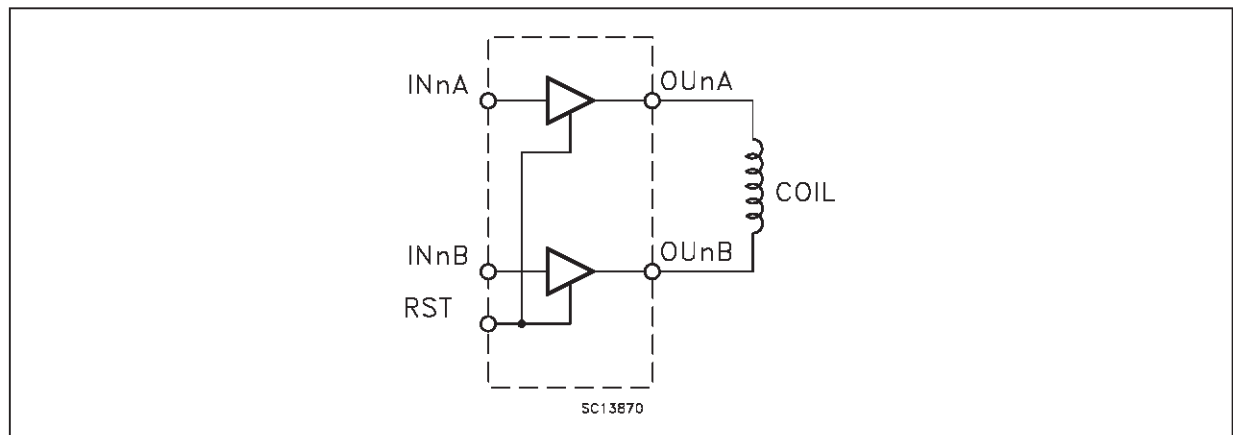 INnA
OUnA
COIL
INnB
OUnB
RST
SC13870